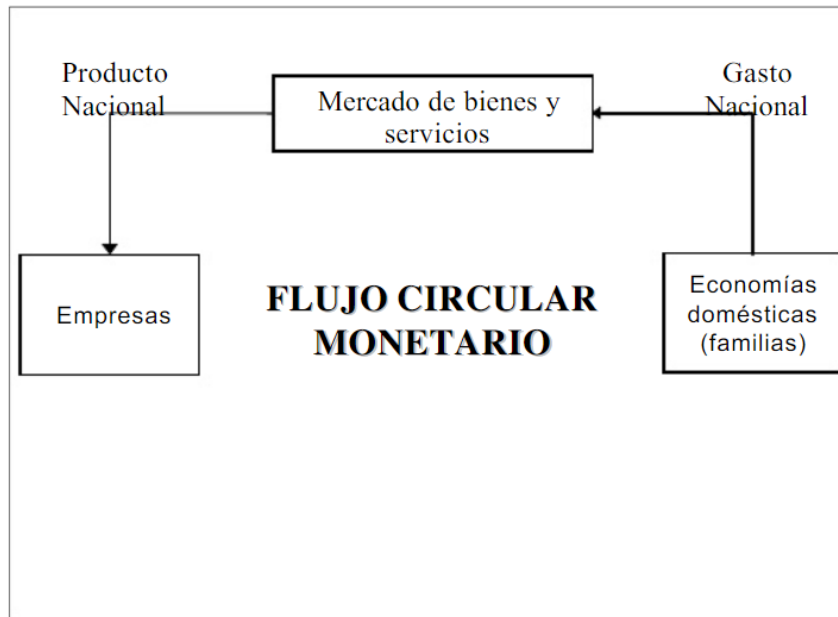 Producto
Nacional
Mercado de bienes y
servicios
Gasto
Nacional
Empresas
FLUJO CIRCULAR
MONETARIO
Economías
domésticas
(familias)